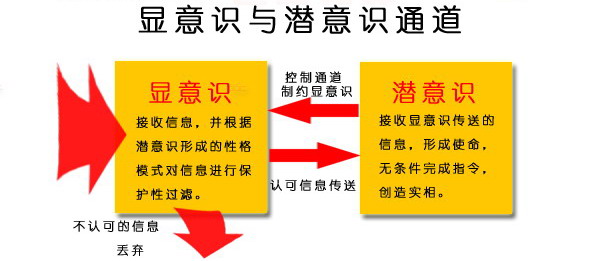 显意识与潜意识通道
显意识
接收信息，并根据
潜意识形成的性格
模式对信息进行保
护性过滤。
控制通道
制约显意识
认可信息传送
潜意识
接收显意识传送的
信息，形成使命，
无条件完成指令，
创造实相。
不认可的信息
丢弃